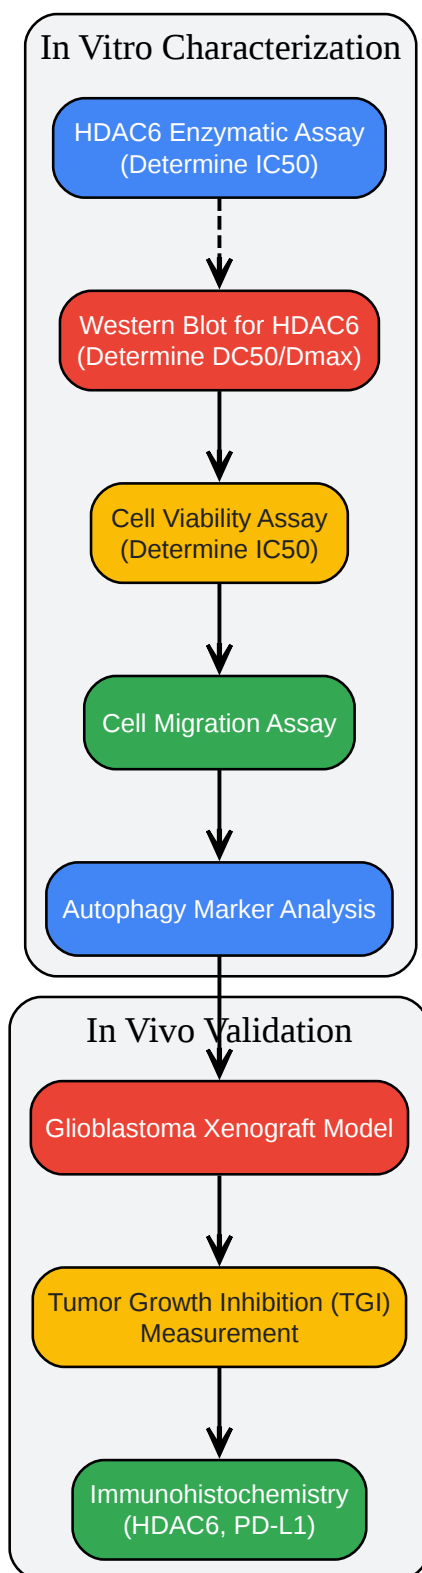 In Vitro Characterization
HDAC6 Enzymatic Assay
(Determine IC50)
Western Blot for HDAC6
(Determine DC50/Dmax)
Cell Viability Assay
(Determine IC50)
Cell Migration Assay
Autophagy Marker Analysis
In Vivo Validation
Glioblastoma Xenograft Model
Tumor Growth Inhibition (TGI)
Measurement
Immunohistochemistry
(HDAC6, PD-L1)